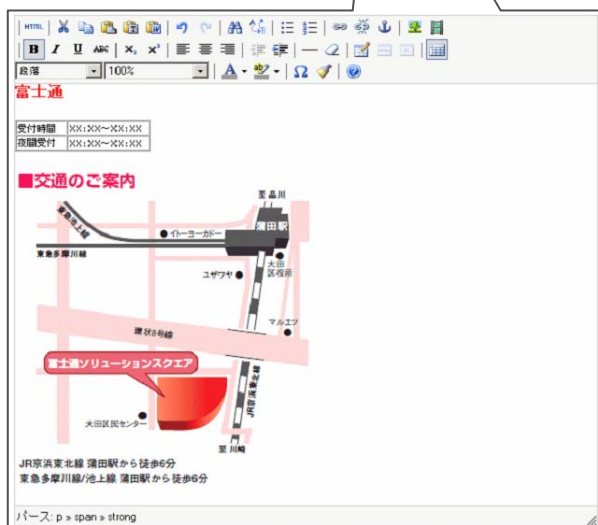 HTML
B I U ABC X₂ X²
段落 100% A ab Ω
富士通
受付時間 XX:XX～XX:XX
夜間受付 XX:XX～XX:XX
■交通のご案内
至品川
東急池上線
イトーヨーカドー
蒲田駅
東急多摩川線
大田区役所
ユザワヤ
マルエツ
環状8号線
富士通ソリューションスクエア
JR京浜東北線
大田区民センター
至川崎
JR京浜東北線 蒲田駅から徒歩6分
東急多摩川線/池上線 蒲田駅から徒歩6分
パース: p » span » strong